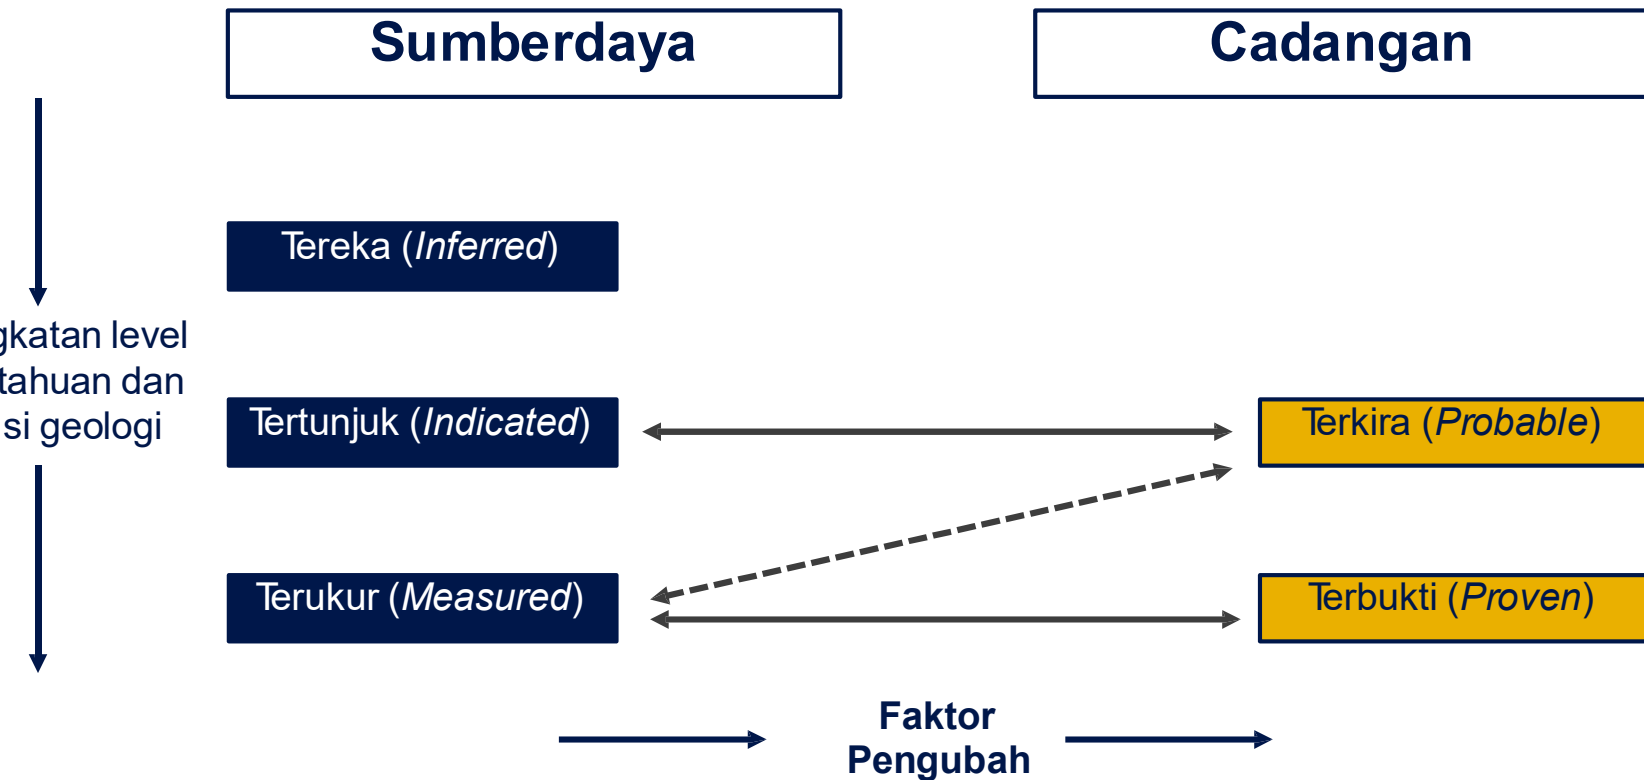 Sumberdaya
Cadangan
Tereka (Inferred)
gkatan level
tahuan dan
si geologi
Tertunjuk (Indicated)
Terkira (Probable)
Terukur (Measured)
Terbukti (Proven)
Faktor
Pengubah